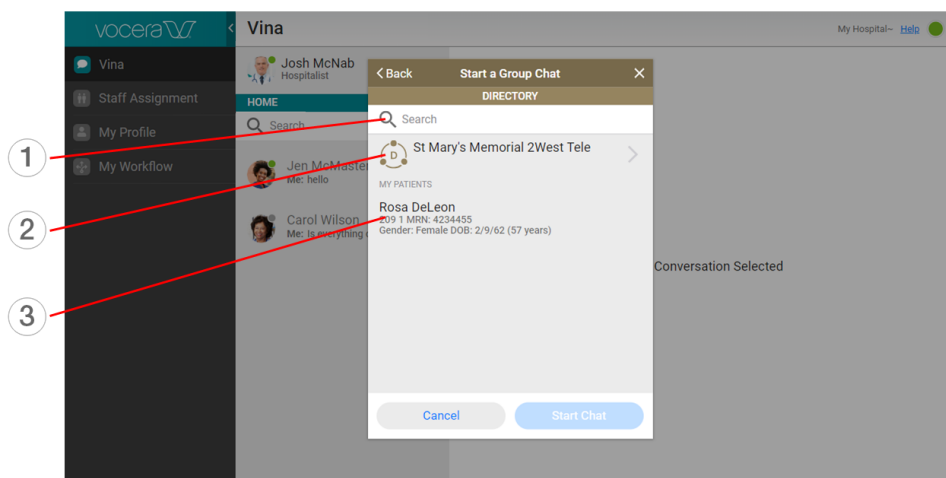 vocera
Vina
My Hospital~ Help
Vina
Staff Assignment
My Profile
My Workflow
Josh McNab
Hospitalist
HOME
Search
Jen McMaste
Me: hello
Carol Wilson
Me: Is everything
Back
Start a Group Chat
DIRECTORY
Search
D
St Mary's Memorial 2West Tele
MY PATIENTS
Rosa DeLeon
209 1 MRN: 4234455
Gender: Female DOB: 2/9/62 (57 years)
Cancel
Start Chat
Conversation Selected
1
2
3